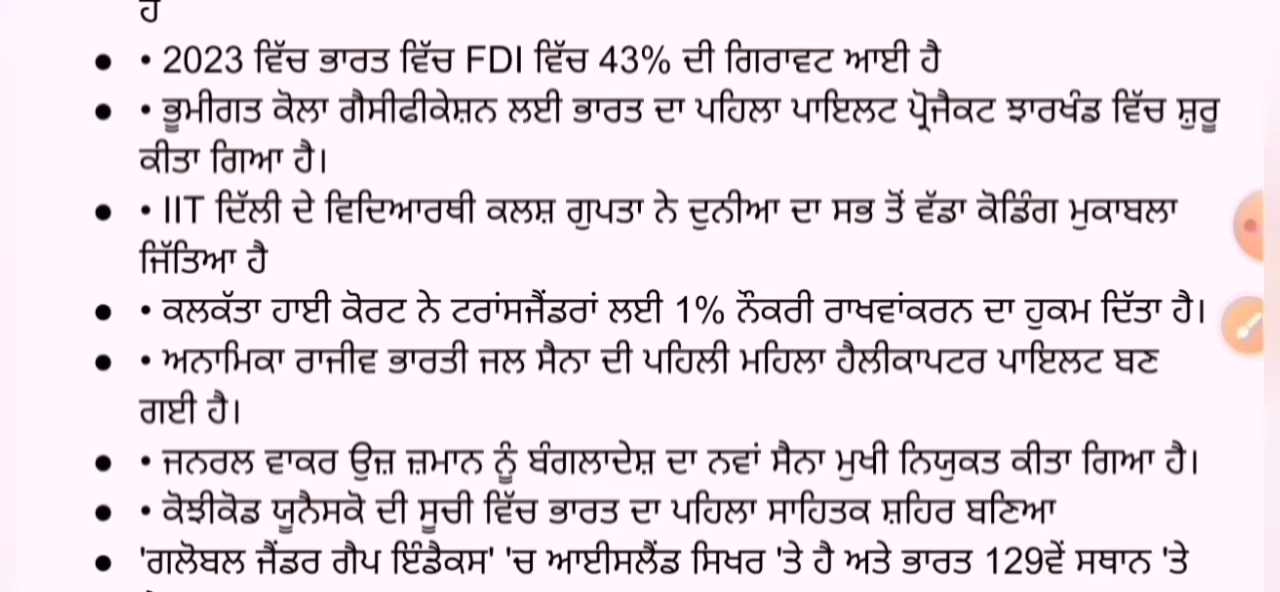 ਹੈ
• • 2023 ਵਿੱਚ ਭਾਰਤ ਵਿੱਚ FDI ਵਿੱਚ 43% ਦੀ ਗਿਰਾਵਟ ਆਈ ਹੈ
• • ਭੂਮੀਗਤ ਕੋਲਾ ਗੈਸੀਫੀਕੇਸ਼ਨ ਲਈ ਭਾਰਤ ਦਾ ਪਹਿਲਾ ਪਾਇਲਟ ਪ੍ਰੋਜੈਕਟ ਝਾਰਖੰਡ ਵਿੱਚ ਸ਼ੁਰੂ
ਕੀਤਾ ਗਿਆ ਹੈ।
• • IIT ਦਿੱਲੀ ਦੇ ਵਿਦਿਆਰਥੀ ਕਲਸ਼ ਗੁਪਤਾ ਨੇ ਦੁਨੀਆ ਦਾ ਸਭ ਤੋਂ ਵੱਡਾ ਕੋਡਿੰਗ ਮੁਕਾਬਲਾ
ਜਿੱਤਿਆ ਹੈ
• • ਕਲਕੱਤਾ ਹਾਈ ਕੋਰਟ ਨੇ ਟਰਾਂਸਜੈਂਡਰਾਂ ਲਈ 1% ਨੌਕਰੀ ਰਾਖਵਾਂਕਰਨ ਦਾ ਹੁਕਮ ਦਿੱਤਾ ਹੈ।
• • ਅਨਾਮਿਕਾ ਰਾਜੀਵ ਭਾਰਤੀ ਜਲ ਸੈਨਾ ਦੀ ਪਹਿਲੀ ਮਹਿਲਾ ਹੈਲੀਕਾਪਟਰ ਪਾਇਲਟ ਬਣ
ਗਈ ਹੈ।
• • ਜਨਰਲ ਵਾਕਰ ਉਜ਼ ਜ਼ਮਾਨ ਨੂੰ ਬੰਗਲਾਦੇਸ਼ ਦਾ ਨਵਾਂ ਸੈਨਾ ਮੁਖੀ ਨਿਯੁਕਤ ਕੀਤਾ ਗਿਆ ਹੈ।
• • ਕੋਝੀਕੋਡ ਯੂਨੈਸਕੋ ਦੀ ਸੂਚੀ ਵਿੱਚ ਭਾਰਤ ਦਾ ਪਹਿਲਾ ਸਾਹਿਤਕ ਸ਼ਹਿਰ ਬਣਿਆ
• 'ਗਲੋਬਲ ਜੈਂਡਰ ਗੈਪ ਇੰਡੈਕਸ' 'ਚ ਆਈਸਲੈਂਡ ਸਿਖਰ 'ਤੇ ਹੈ ਅਤੇ ਭਾਰਤ 129ਵੇਂ ਸਥਾਨ 'ਤੇ